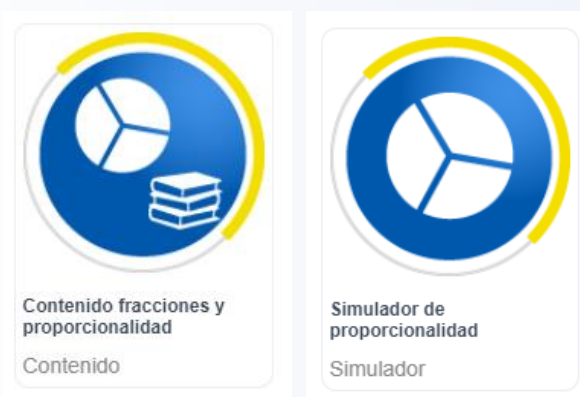 Contenido fracciones y
proporcionalidad
Contenido
Simulador de
proporcionalidad
Simulador